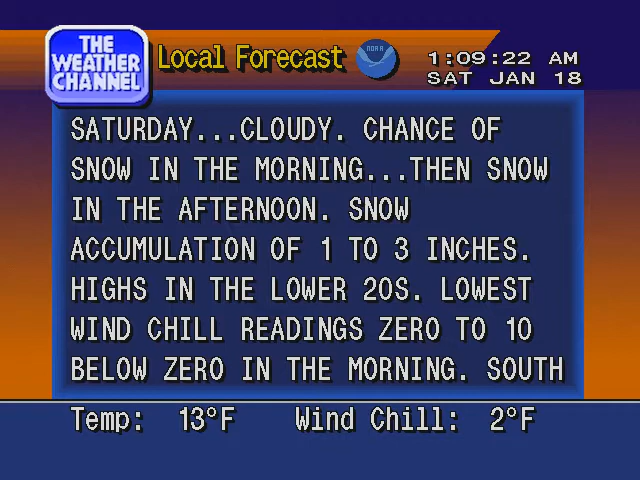 THE
WEATHER
CHANNEL
Local Forecast
NOAA
1:09:22 AM
SAT JAN 18
SATURDAY...CLOUDY. CHANCE OF
SNOW IN THE MORNING...THEN SNOW
IN THE AFTERNOON. SNOW
ACCUMULATION OF 1 TO 3 INCHES.
HIGHS IN THE LOWER 20S. LOWEST
WIND CHILL READINGS ZERO TO 10
BELOW ZERO IN THE MORNING. SOUTH
Temp: 13°F Wind Chill: 2°F